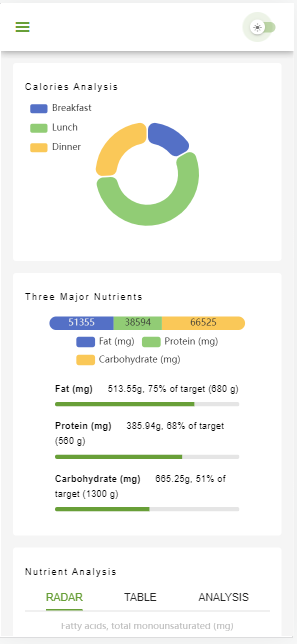 Calories Analysis
Breakfast
Lunch
Dinner
Three Major Nutrients
51355 38594 66525
Fat (mg) Protein (mg)
Carbohydrate (mg)
Fat (mg) 513.55g, 75% of target (680 g)
Protein (mg) 385.94g, 68% of target
(560 g)
Carbohydrate (mg) 665.25g, 51% of
target (1300 g)
Nutrient Analysis
RADAR TABLE ANALYSIS
Fatty acids, total monounsaturated (mg)